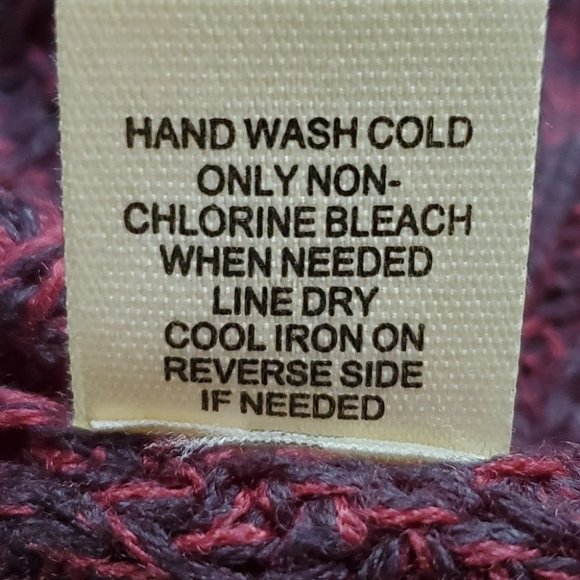 HAND WASH COLD
ONLY NON-
CHLORINE BLEACH
WHEN NEEDED
LINE DRY
COOL IRON ON
REVERSE SIDE
IF NEEDED